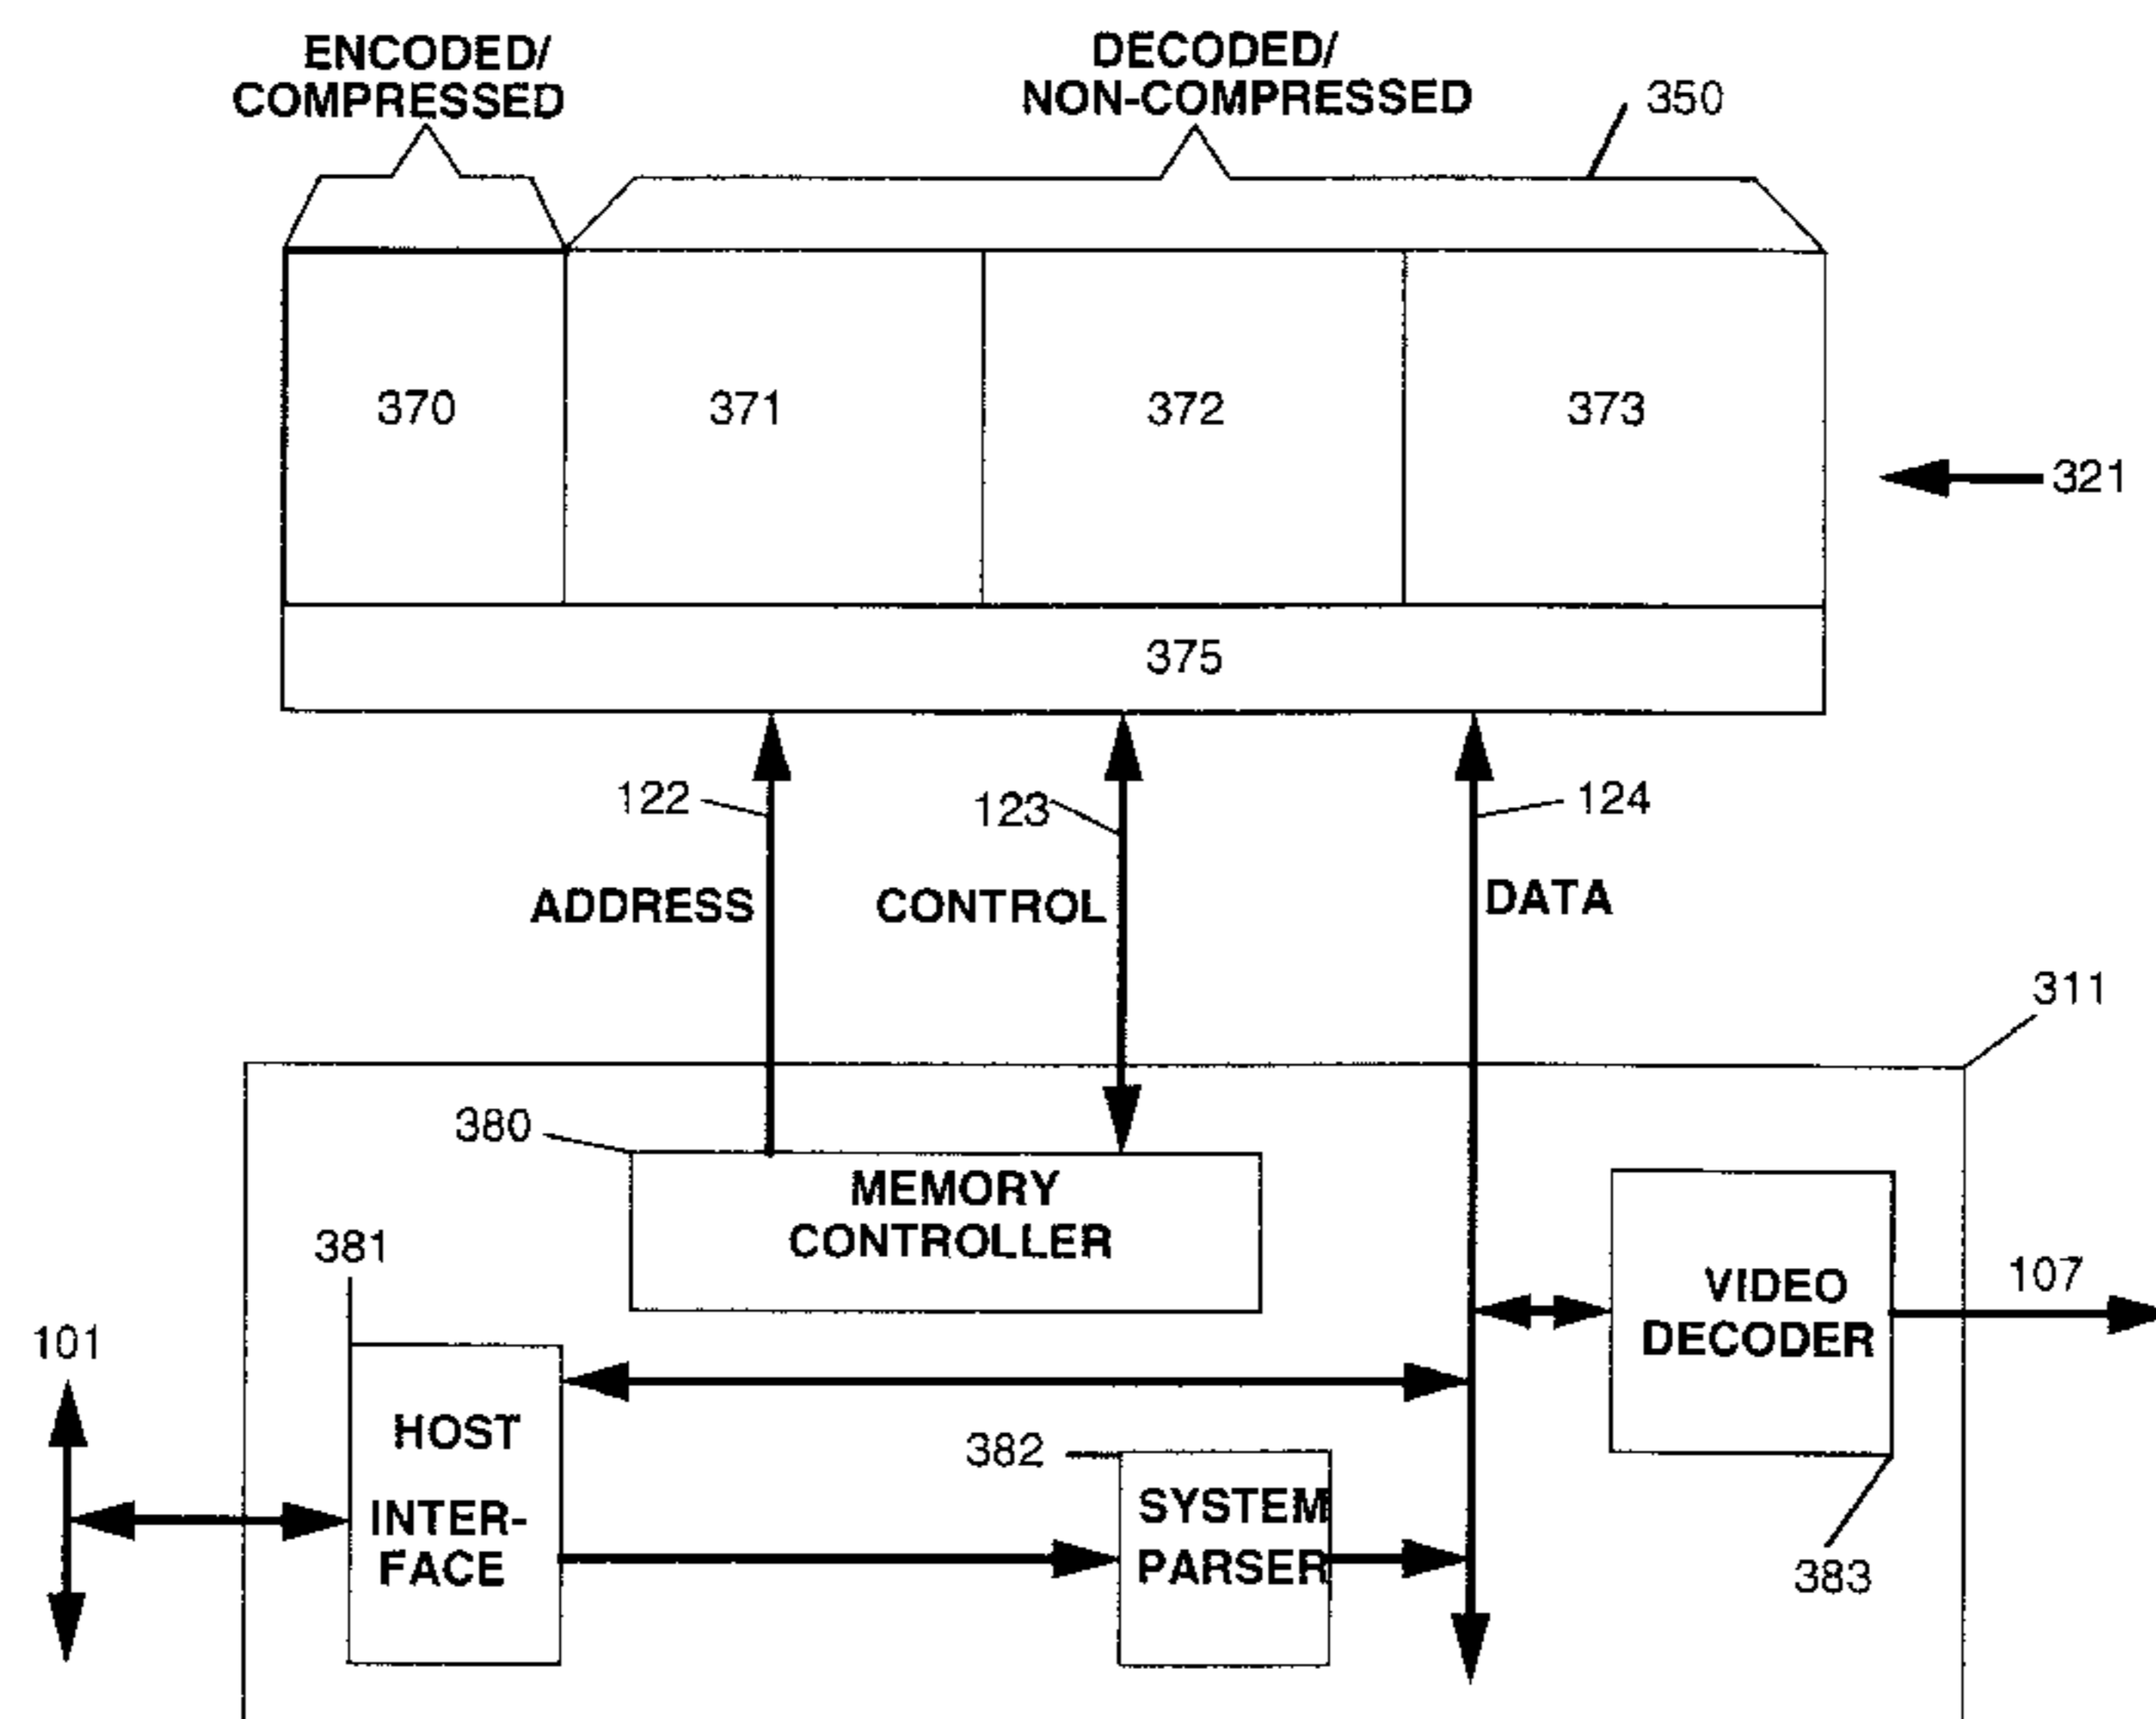 ENCODED/
COMPRESSED
DECODED/
NON-COMPRESSED
350
370
371
372
373
321
375
122
123
124
ADDRESS
CONTROL
DATA
311
380
MEMORY
CONTROLLER
381
VIDEO
DECODER
107
101
HOST
INTER-
FACE
382
SYSTEM
PARSER
383